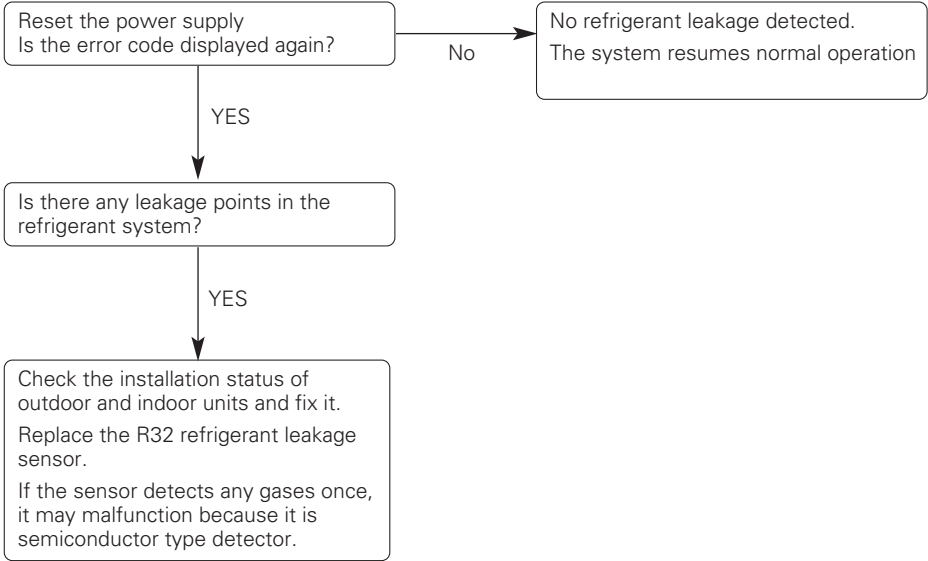 Reset the power supply
Is the error code displayed again?
No
No refrigerant leakage detected.
The system resumes normal operation
YES
Is there any leakage points in the
refrigerant system?
YES
Check the installation status of
outdoor and indoor units and fix it.
Replace the R32 refrigerant leakage
sensor.
If the sensor detects any gases once,
it may malfunction because it is
semiconductor type detector.